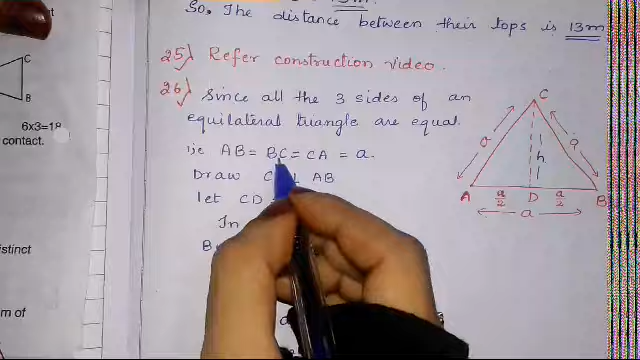 So, The distance between their tops is 13m
25) Refer construction video.
26) Since all the 3 sides of an
equilateral triangle are equal.
i)e AB = BC = CA = a.
Draw C ⊥ AB
let CD
In
C
a
a
h
A
a/2
D
a/2
B
a
C
B
6x3=18
contact.
stinct
m of